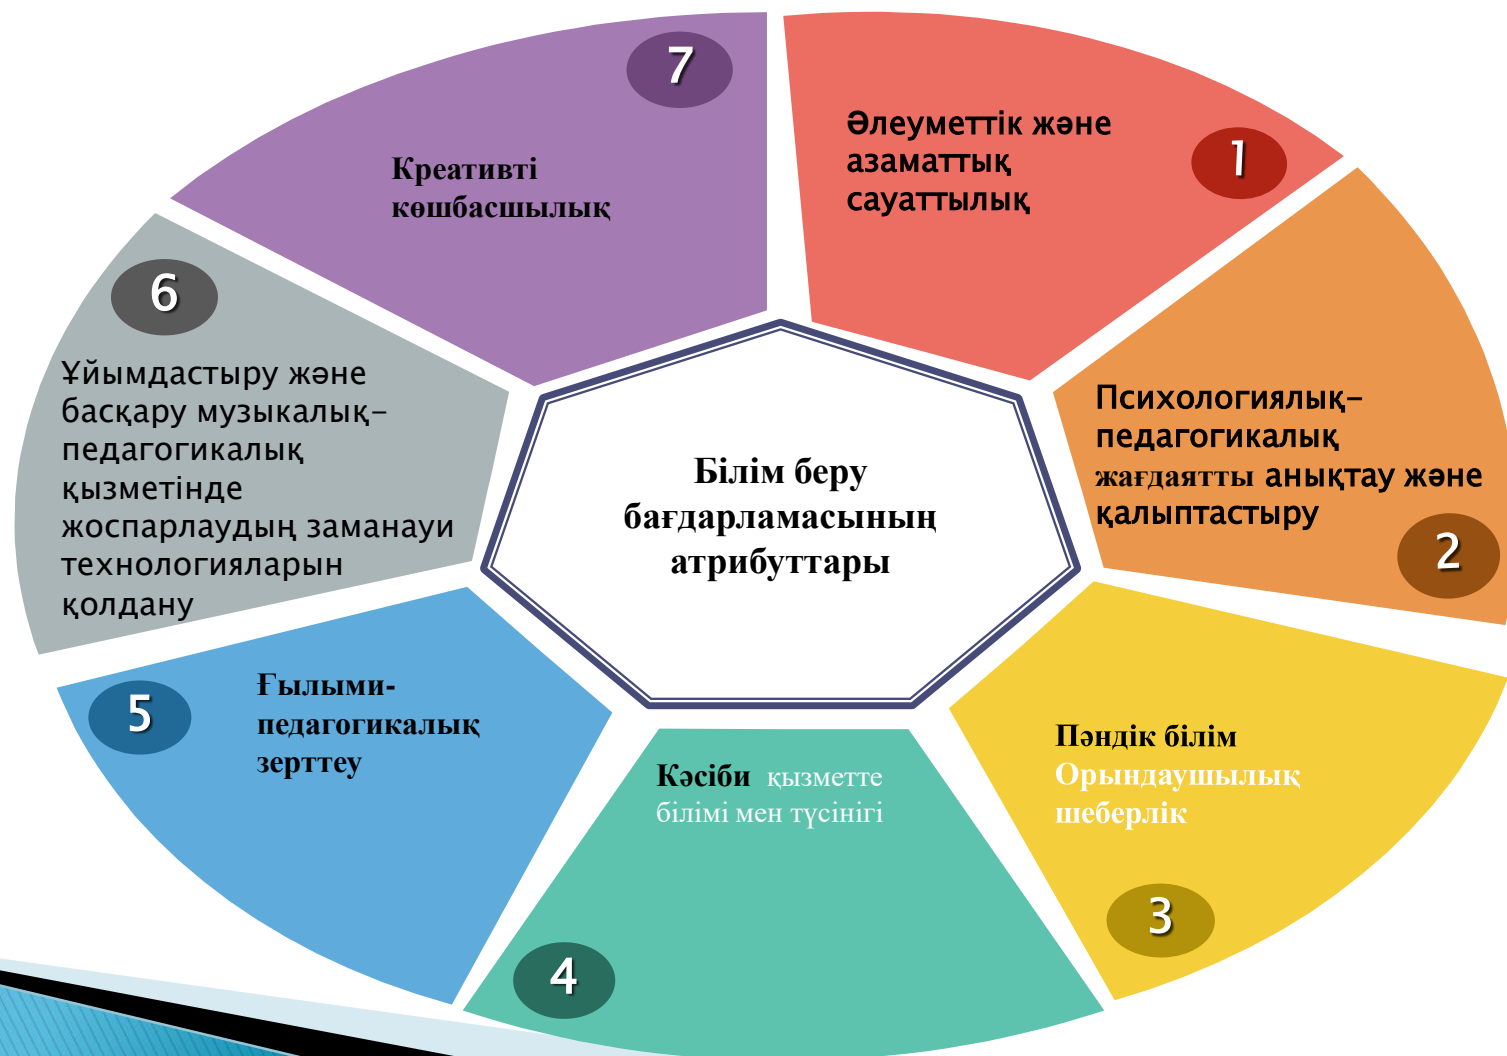 7
Креативті
көшбасшылық
Әлеуметтік және
азаматтық
сауаттылық
1
6
Ұйымдастыру және
басқару музыкалық-
педагогикалық
қызметінде
жоспарлаудың заманауи
технологияларын
қолдану
Білім беру
бағдарламасының
атрибуттары
Психологиялық-
педагогикалық
жағдаятты анықтау және
қалыптастыру
2
5
Ғылыми-
педагогикалық
зерттеу
Кәсіби қызметте
білімі мен түсінігі
4
Пәндік білім
Орындаушылық
шеберлік
3